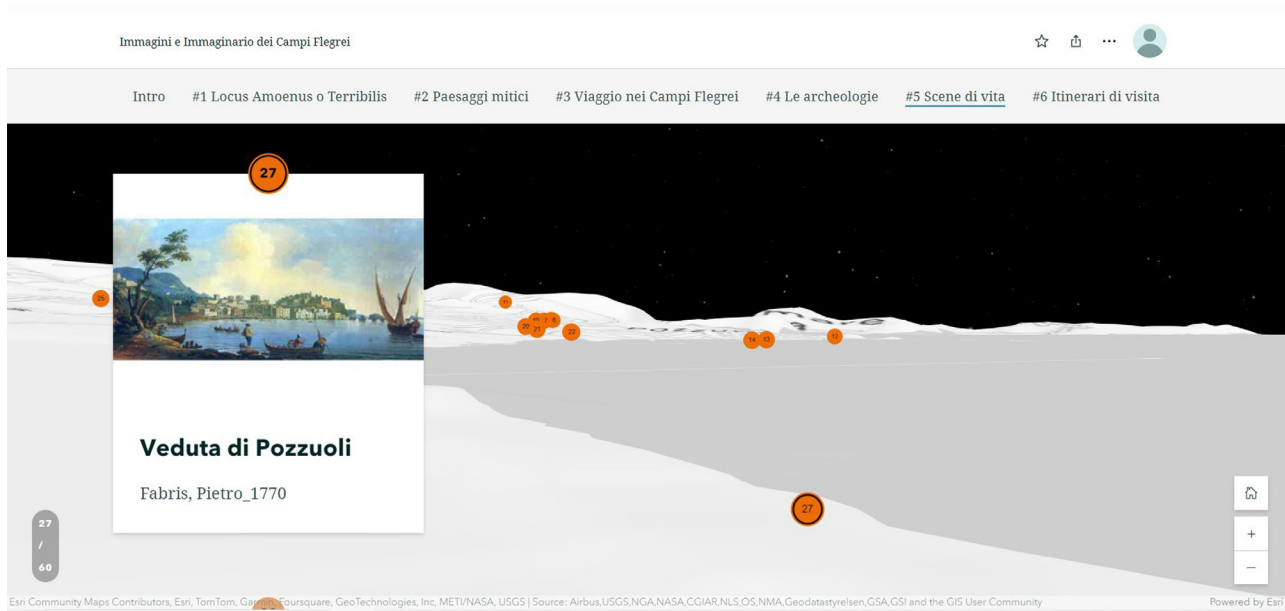 Immagini e Immaginario dei Campi Flegrei
Intro #1 Locus Amoenus o Terribilis #2 Paesaggi mitici #3 Viaggio nei Campi Flegrei #4 Le archeologie #5 Scene di vita #6 Itinerari di visita
27
Veduta di Pozzuoli
Fabris, Pietro_1770
25
20
21
6
22
14
13
12
27
27
/
60
+
−
Esri Community Maps Contributors, Esri, TomTom, Garmin, Foursquare, GeoTechnologies, Inc, METI/NASA, USGS | Source: Airbus,USGS,NGA,NASA,CGIAR,NLS,OS,NMA,Geodatastyrelsen,GSA,GSI and the GIS User Community
Powered by Esri